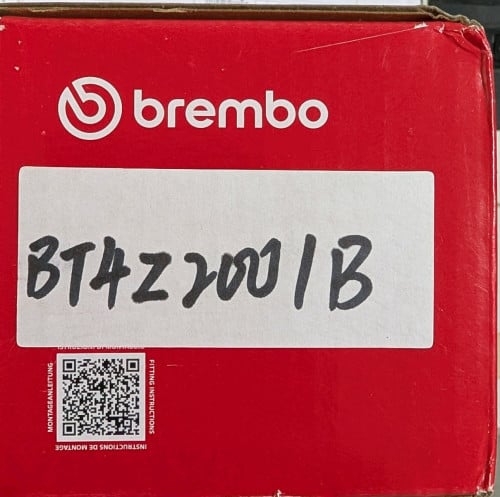 brembo
BT4Z2001B
MONTAGEANLEITUNG
FITTING INSTRUCTIONS
INSTRUCTIONS DE MONTAGE